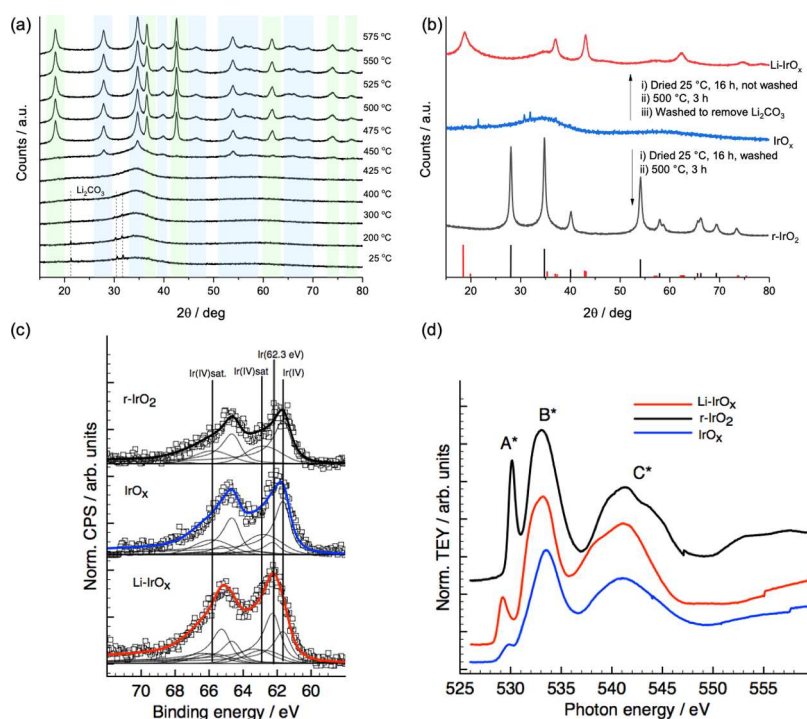 (a)
Counts / a.u.
575 °C
550 °C
525 °C
500 °C
475 °C
450 °C
425 °C
400 °C
300 °C
200 °C
25 °C
Li₂CO₃
20 30 40 50 60 70 80
2θ / deg
(b)
Counts / a.u.
Li-IrOₓ
i) Dried 25 °C, 16 h, not washed
ii) 500 °C, 3 h
iii) Washed to remove Li₂CO₃
IrOₓ
i) Dried 25 °C, 16 h, washed
ii) 500 °C, 3 h
r-IrO₂
20 30 40 50 60 70 80
2θ / deg
(c)
Norm. CPS / arb. units
Ir(62.3 eV)
Ir(IV)sat. Ir(IV)sat Ir(IV)
r-IrO₂
IrOₓ
Li-IrOₓ
70 68 66 64 62 60
Binding energy / eV
(d)
Norm. TEY / arb. units
Li-IrOₓ
r-IrO₂
IrOₓ
A*
B*
C*
525 530 535 540 545 550 555
Photon energy / eV